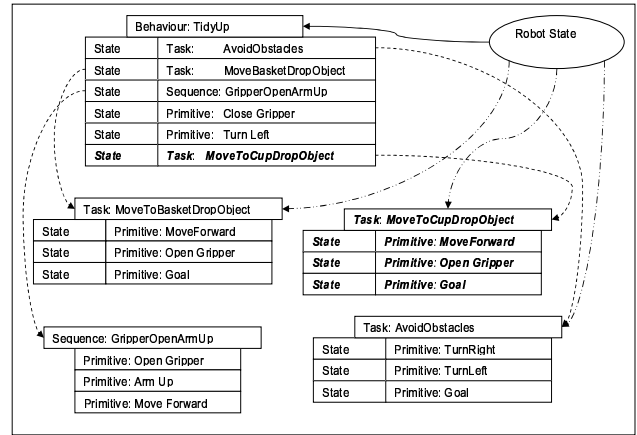 Behaviour: TidyUp
Robot State
State Task: AvoidObstacles
State Task: MoveBasketDropObject
State Sequence: GripperOpenArmUp
State Primitive: Close Gripper
State Primitive: Turn Left
State Task: MoveToCupDropObject
Task: MoveToBasketDropObject
State Primitive: MoveForward
State Primitive: Open Gripper
State Primitive: Goal
Task: MoveToCupDropObject
State Primitive: MoveForward
State Primitive: Open Gripper
State Primitive: Goal
Sequence: GripperOpenArmUp
Primitive: Open Gripper
Primitive: Arm Up
Primitive: Move Forward
Task: AvoidObstacles
State Primitive: TurnRight
State Primitive: TurnLeft
State Primitive: Goal